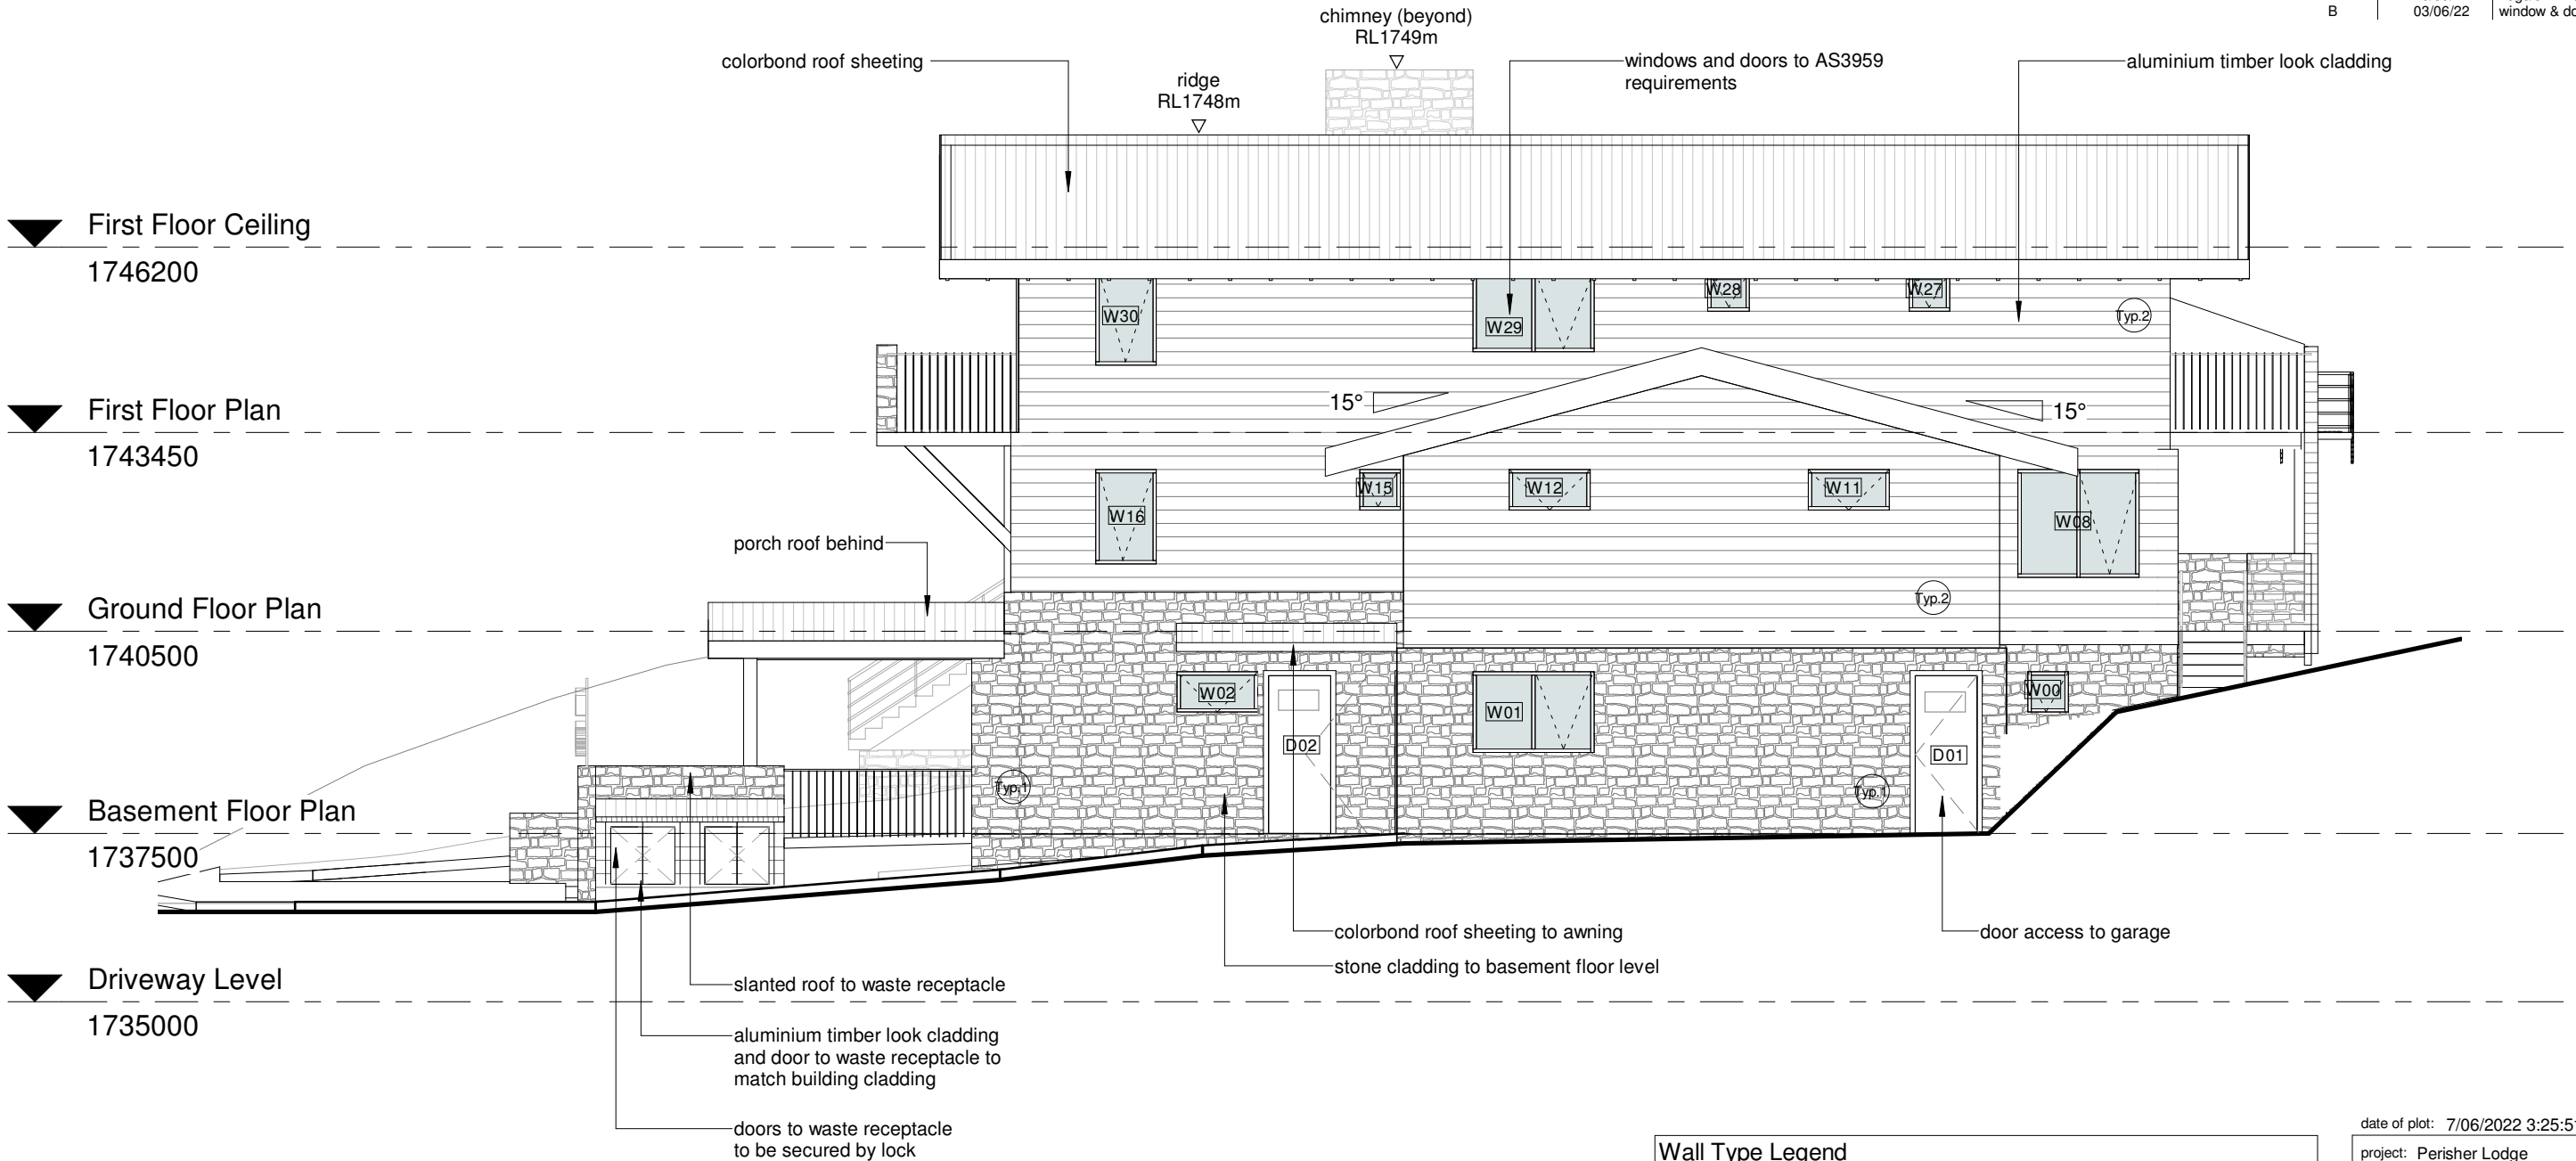 B
03/06/22
window & do
chimney (beyond)
RL1749m
colorbond roof sheeting
ridge
RL1748m
windows and doors to AS3959
requirements
aluminium timber look cladding
First Floor Ceiling
1746200
W30
W29
W28
W27
Typ.2
15°
15°
First Floor Plan
1743450
W16
W15
W12
W11
W08
porch roof behind
Typ.2
Ground Floor Plan
1740500
W02
D02
W01
D01
W00
Typ.1
Typ.1
Basement Floor Plan
1737500
colorbond roof sheeting to awning
door access to garage
stone cladding to basement floor level
slanted roof to waste receptacle
Driveway Level
1735000
aluminium timber look cladding
and door to waste receptacle to
match building cladding
doors to waste receptacle
to be secured by lock
Wall Type Legend
date of plot: 7/06/2022 3:25:5
project: Perisher Lodge